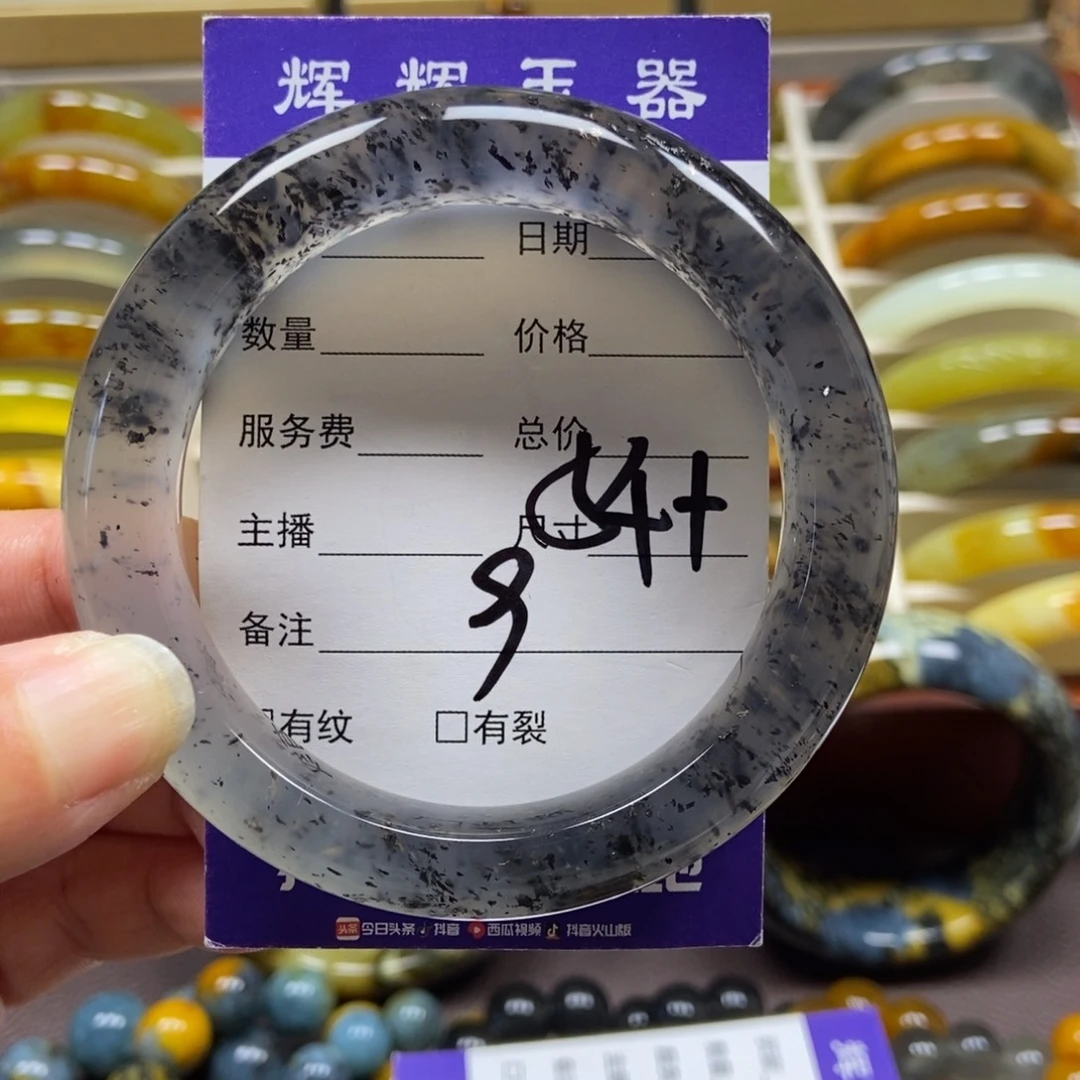 辉辉玉器
日期
数量 价格
服务费 总价
主播 尺寸
9
备注
□有纹 □有裂
今日头条 抖音 西瓜视频 抖音火山版